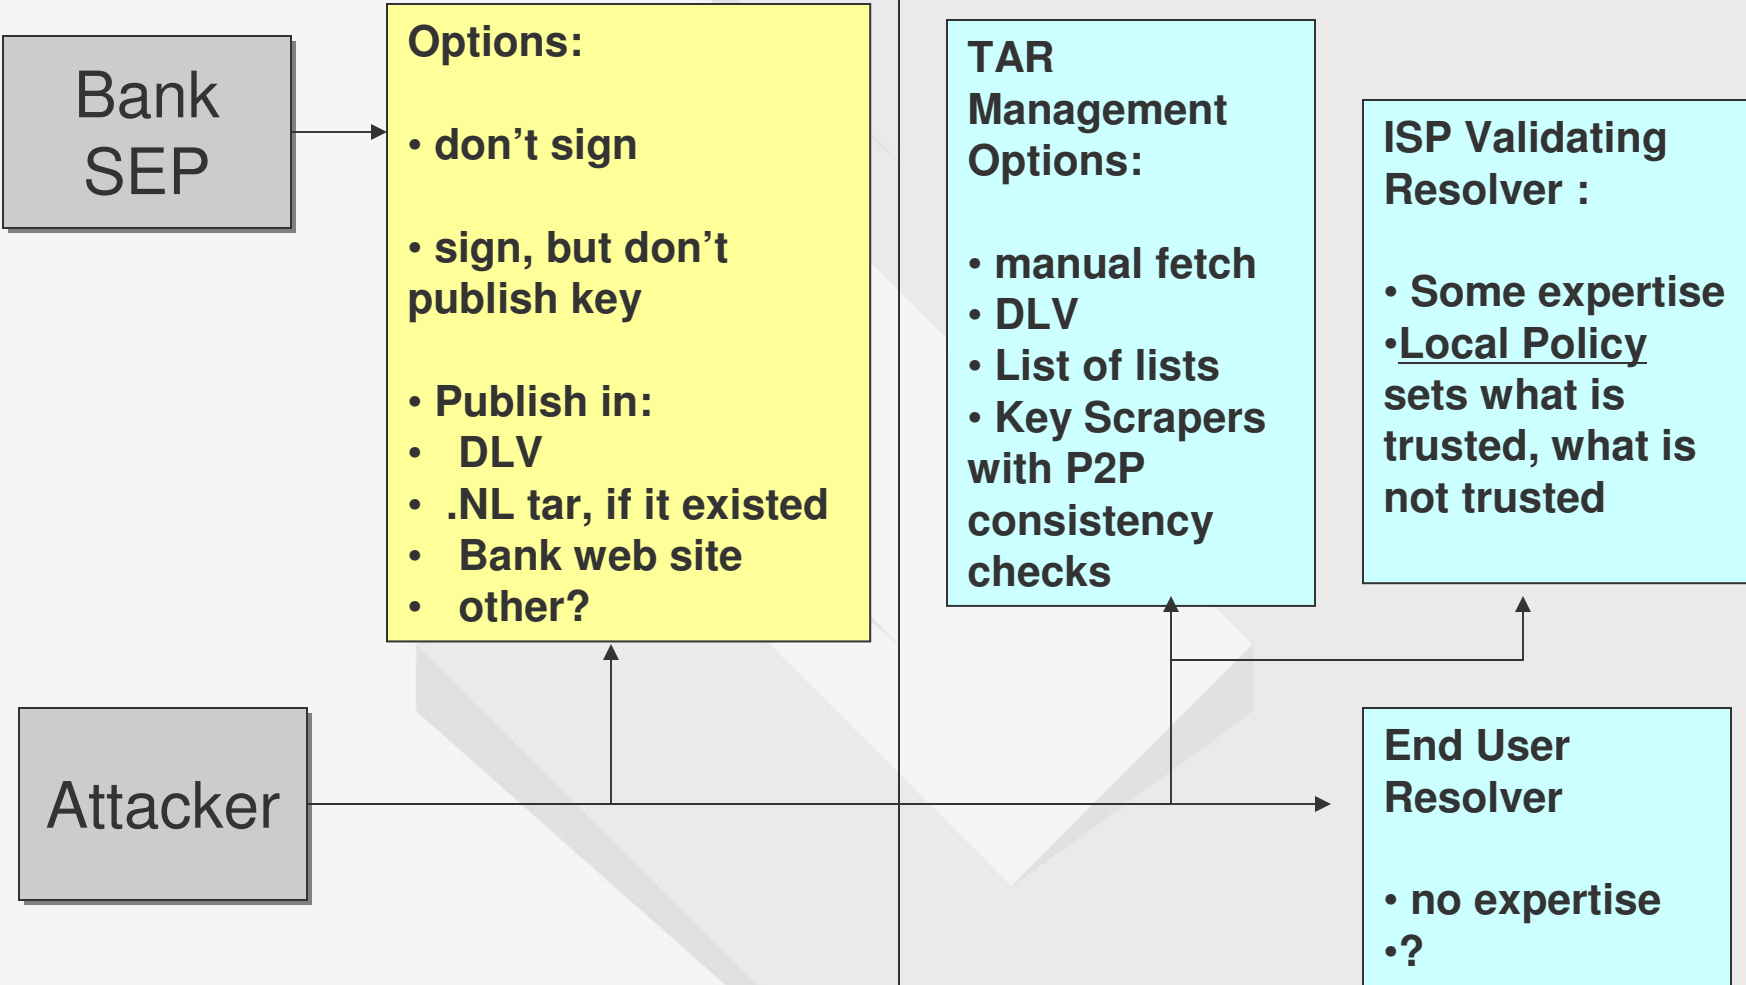 Bank
SEP
Options:
• don’t sign
• sign, but don’t
publish key
• Publish in:
• DLV
• .NL tar, if it existed
• Bank web site
• other?
TAR
Management
Options:
• manual fetch
• DLV
• List of lists
• Key Scrapers
with P2P
consistency
checks
ISP Validating
Resolver :
• Some expertise
•Local Policy
sets what is
trusted, what is
not trusted
Attacker
End User
Resolver
• no expertise
•?